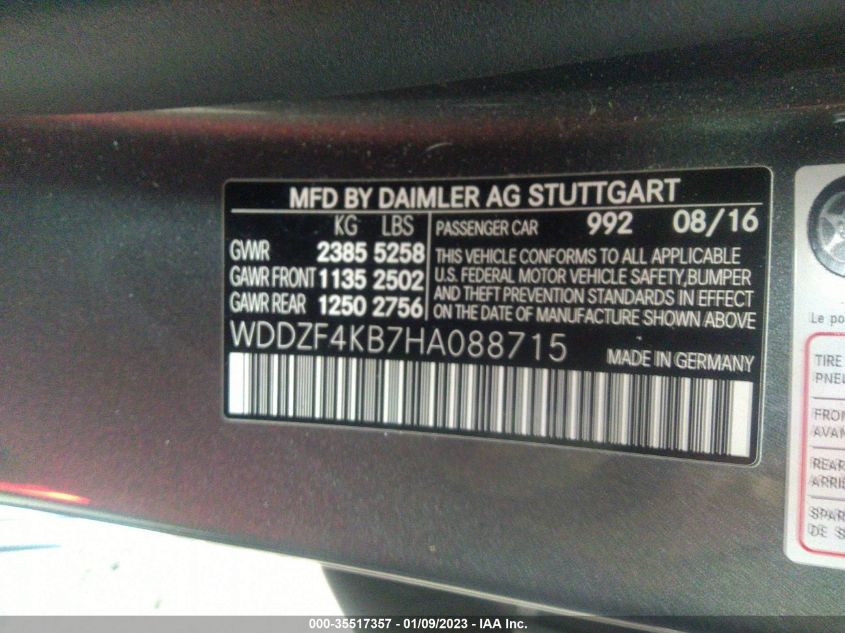 MFD BY DAIMLER AG STUTTGART
KG LBS
GVWR 2385 5258
GAWR FRONT 1135 2502
GAWR REAR 1250 2756
PASSENGER CAR 992 08/16
THIS VEHICLE CONFORMS TO ALL APPLICABLE
U.S. FEDERAL MOTOR VEHICLE SAFETY,BUMPER
AND THEFT PREVENTION STANDARDS IN EFFECT
ON THE DATE OF MANUFACTURE SHOWN ABOVE
WDDZF4KB7HA088715
MADE IN GERMANY
Le po
TIRE
PNEU
FRON
AVAN
REAR
ARRIE
SPAR
DE S
000-35517357 - 01/09/2023 - IAA Inc.